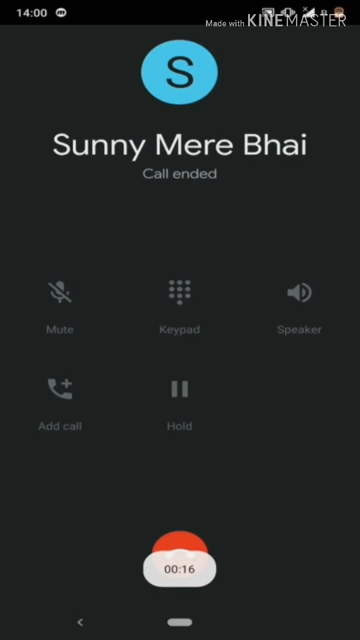 14:00
Made with KINEMASTER
S
Sunny Mere Bhai
Call ended
Mute Keypad Speaker
Add call Hold
00:16